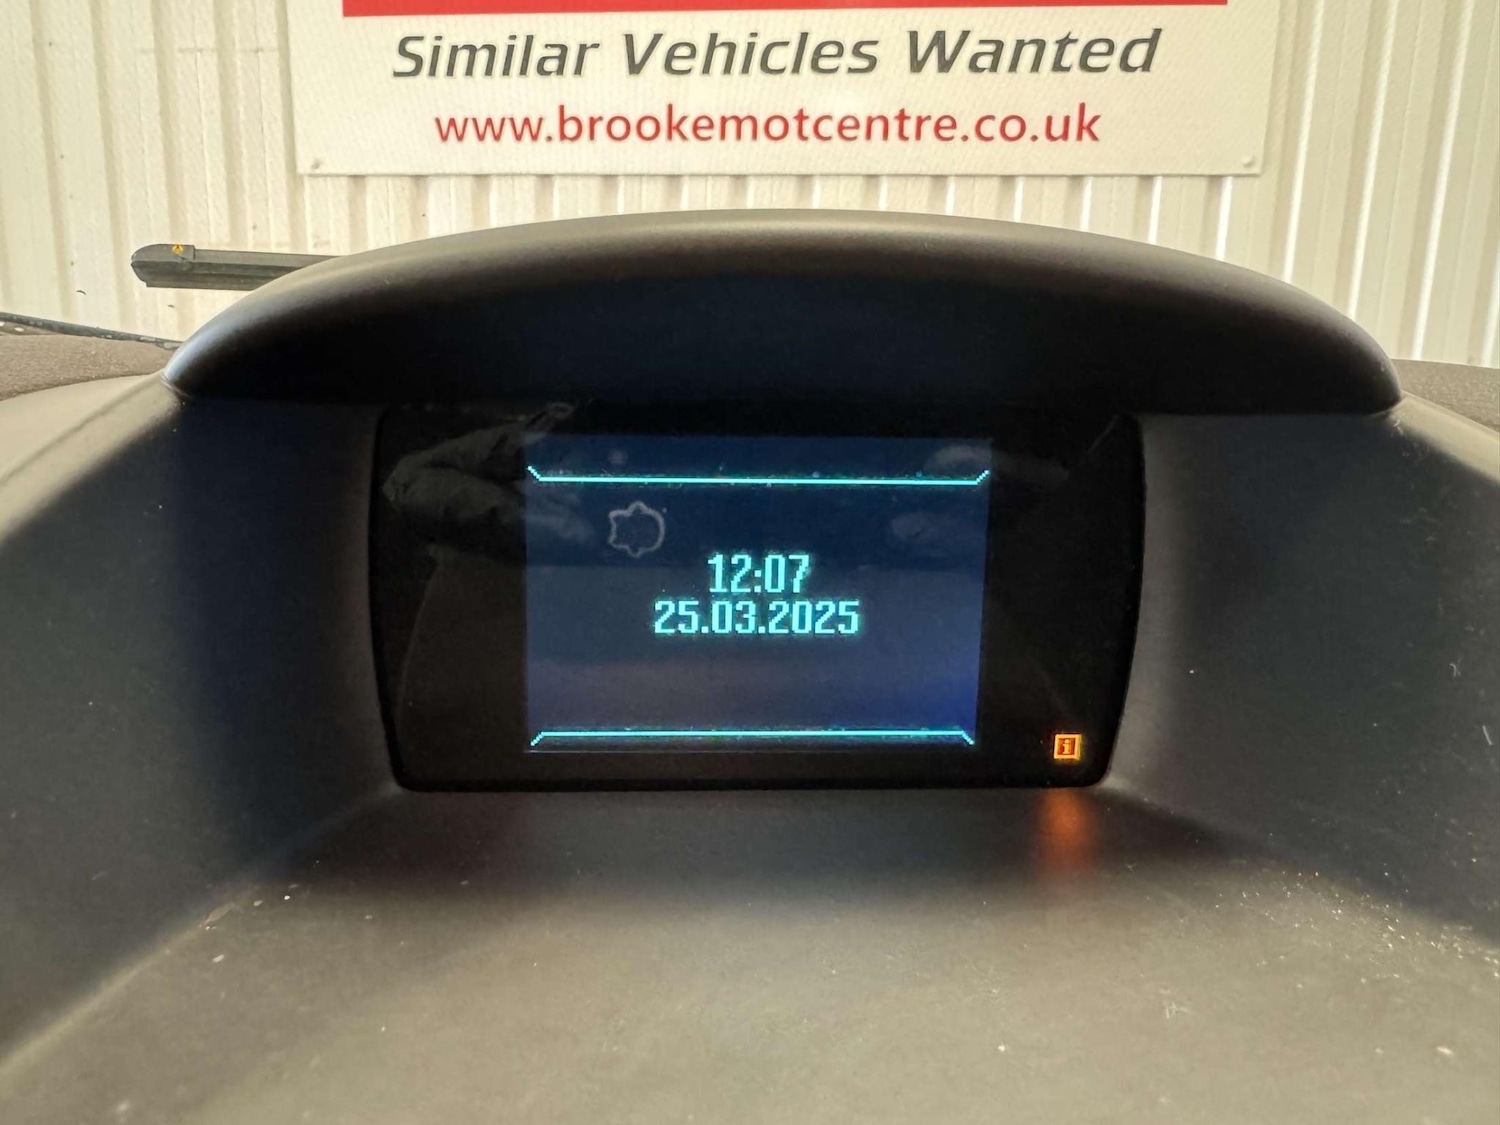 Similar Vehicles Wanted
www.brookemotcentre.co.uk
12:07
25.03.2025
i